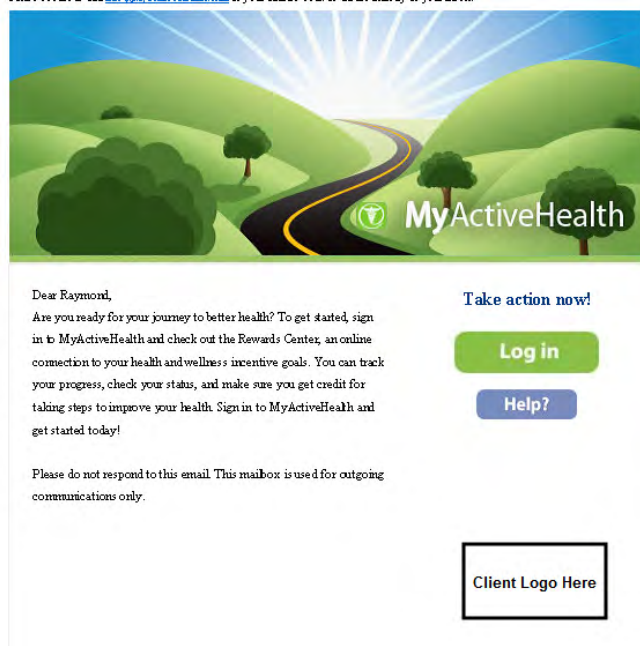 MyActiveHealth
Dear Raymond,
Are you ready for your journey to better health? To get started, sign
in to MyActiveHealth and check out the Rewards Center, an online
connection to your health and wellness incentive goals. You can track
your progress, check your status, and make sure you get credit for
taking steps to improve your health. Sign in to MyActiveHealth and
get started today!
Please do not respond to this email. This mailbox is used for outgoing
communications only.
Take action now!
Log in
Help?
Client Logo Here